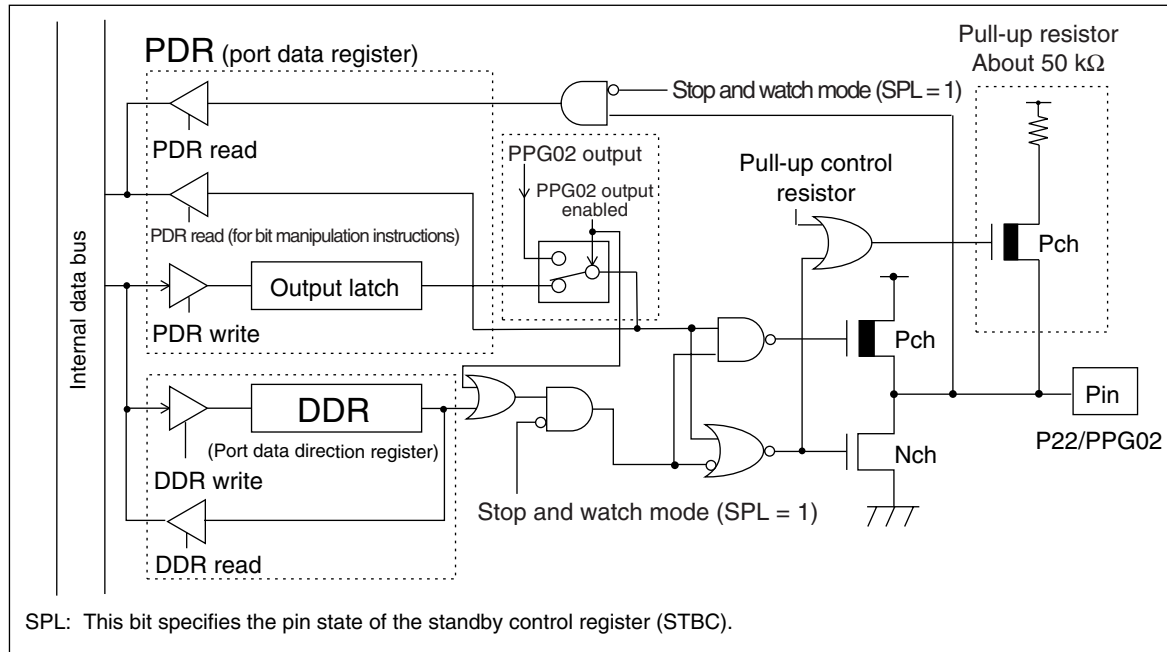 PDR (port data register)
Pull-up resistor
About 50 kΩ
Stop and watch mode (SPL = 1)
PDR read
PPG02 output
PPG02 output
enabled
Pull-up control
resistor
PDR read (for bit manipulation instructions)
Pch
Output latch
PDR write
Pch
Internal data bus
DDR
(Port data direction register)
DDR write
Pin
P22/PPG02
Nch
Stop and watch mode (SPL = 1)
DDR read
SPL: This bit specifies the pin state of the standby control register (STBC).